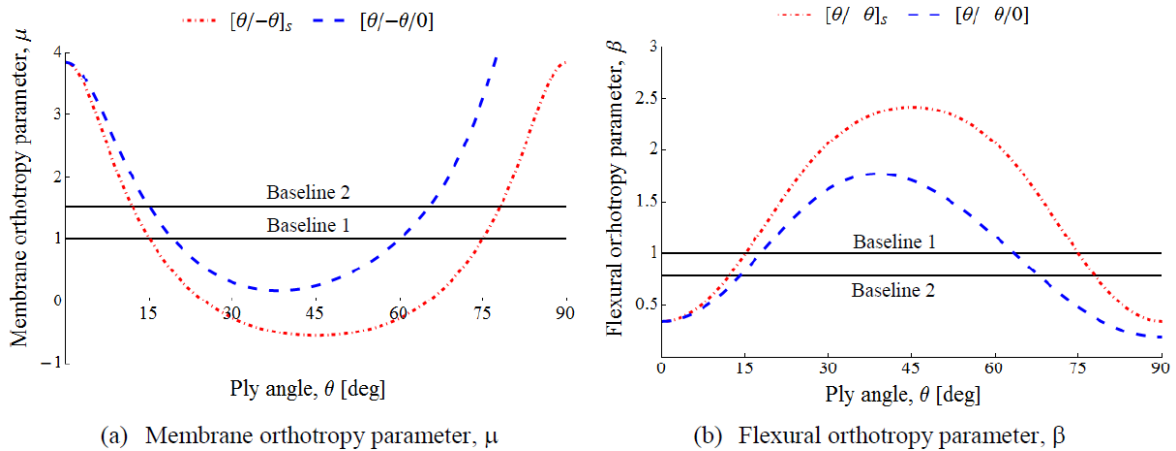 [θ/−θ]ₛ [θ/−θ/0]
Membrane orthotropy parameter, μ
4
3
2
1
0
−1
Baseline 2
Baseline 1
15 30 45 60 75 90
Ply angle, θ [deg]
(a) Membrane orthotropy parameter, μ
[θ/ θ]ₛ [θ/ θ/0]
Flexural orthotropy parameter, β
3
2.5
2
1.5
1
0.5
Baseline 1
Baseline 2
0 15 30 45 60 75 90
Ply angle, θ [deg]
(b) Flexural orthotropy parameter, β